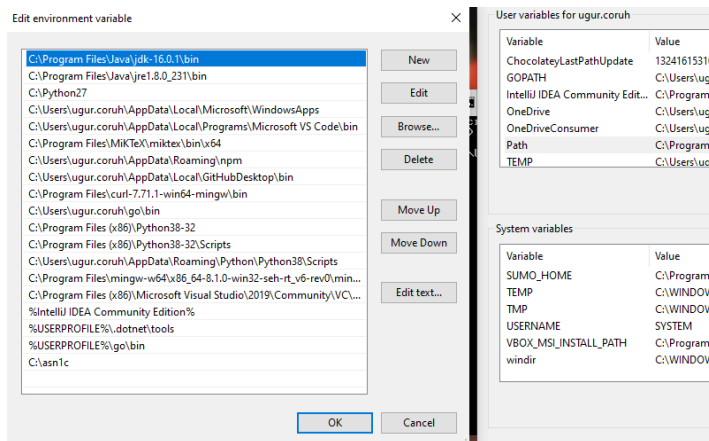 Edit environment variable
C:\Program Files\Java\jdk-16.0.1\bin
C:\Program Files\Java\jre1.8.0_231\bin
C:\Python27
C:\Users\ugur.coruh\AppData\Local\Microsoft\WindowsApps
C:\Users\ugur.coruh\AppData\Local\Programs\Microsoft VS Code\bin
C:\Program Files\MiKTeX\miktex\bin\x64
C:\Users\ugur.coruh\AppData\Roaming\npm
C:\Users\ugur.coruh\AppData\Local\GitHubDesktop\bin
C:\Program Files\curl-7.71.1-win64-mingw\bin
C:\Users\ugur.coruh\go\bin
C:\Program Files (x86)\Python38-32
C:\Program Files (x86)\Python38-32\Scripts
C:\Users\ugur.coruh\AppData\Roaming\Python\Python38\Scripts
C:\Program Files\mingw-w64\x86_64-8.1.0-win32-seh-rt_v6-rev0\min...
C:\Program Files (x86)\Microsoft Visual Studio\2019\Community\VC\...
%IntelliJ IDEA Community Edition%
%USERPROFILE%\.dotnet\tools
%USERPROFILE%\go\bin
C:\asn1c
New
Edit
Browse...
Delete
Move Up
Move Down
Edit text...
OK
Cancel
User variables for ugur.coruh
Variable Value
ChocolateyLastPathUpdate 1324161531
GOPATH C:\Users\ug
IntelliJ IDEA Community Edit... C:\Program
OneDrive C:\Users\ug
OneDriveConsumer C:\Users\ug
Path C:\Program
TEMP C:\Users\ug
System variables
Variable Value
SUMO_HOME C:\Program
TEMP C:\WINDOW
TMP C:\WINDOW
USERNAME SYSTEM
VBOX_MSI_INSTALL_PATH C:\Program
windir C:\WINDOW